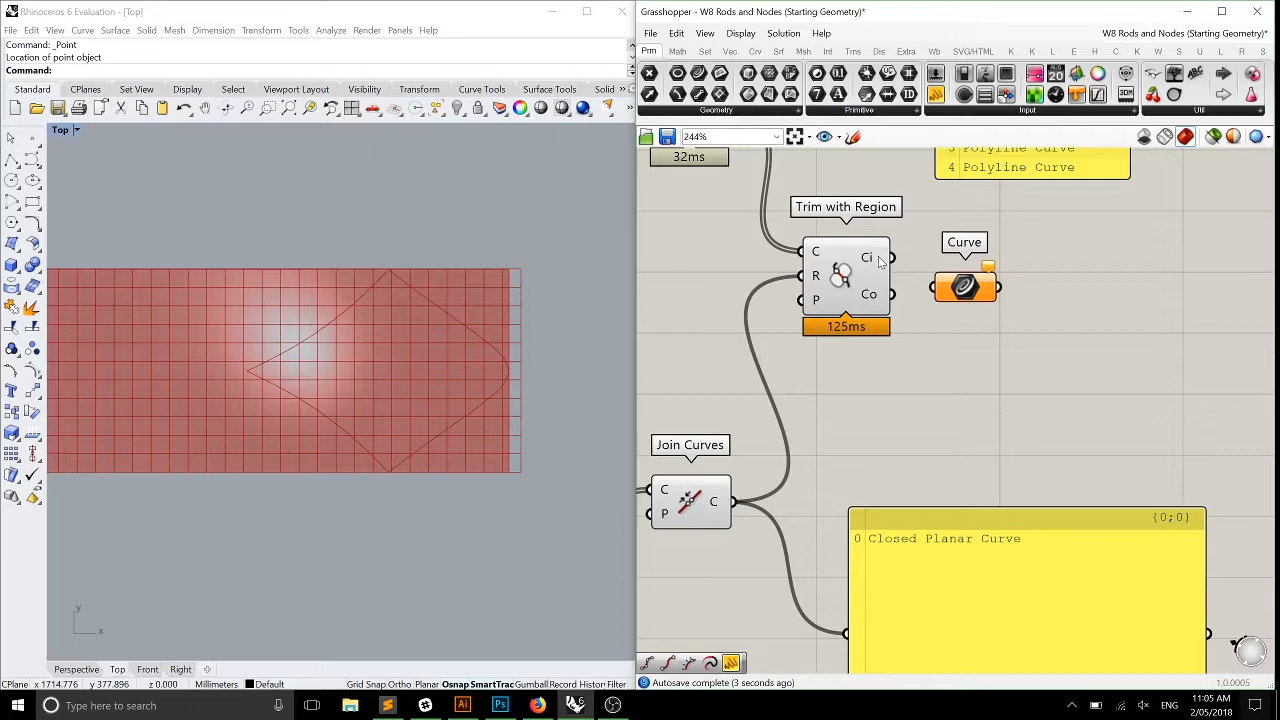 Rhinoceros 6 Evaluation - [Top]
File Edit View Curve Surface Solid Mesh Dimension Transform Tools Analyze Render Panels Help
Command: _Point
Location of point object
Command:
Standard CPlanes Set View Display Select Viewport Layout Visibility Transform Curve Tools Surface Tools Solid
Top
y
x
Perspective Top Front Right
CPlane x 1714.776 y 377.896 z 0.000 Millimeters Default Grid Snap Ortho Planar Osnap SmartTrac Gumball Record History Filter
Grasshopper - W8 Rods and Nodes (Starting Geometry)*
File Edit View Display Solution Help W8 Rods and Nodes (Starting Geometry)*
Prm Math Set Vec Crv Srf Msh Int Trns Dis Extra Wb SVG/HTML K K M L E H K K S U L R S
Geometry Primitive Input Util
244%
32ms
3 Polyline Curve
4 Polyline Curve
Trim with Region
C Ci
R
P Co
125ms
Curve
Join Curves
C C
P
{0;0}
0 Closed Planar Curve
Autosave complete (3 seconds ago) 1.0.0005
Type here to search
ENG 11:05 AM
2/05/2018